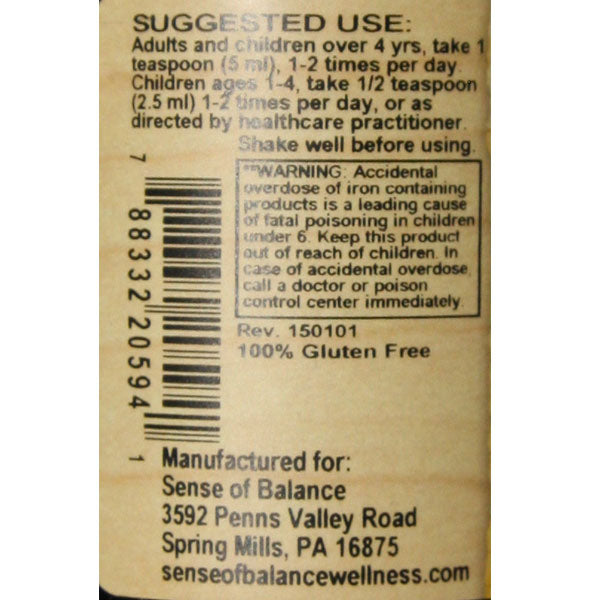 SUGGESTED USE:
Adults and children over 4 yrs, take 1
teaspoon (5 ml), 1-2 times per day.
Children ages 1-4, take 1/2 teaspoon
(2.5 ml) 1-2 times per day, or as
directed by healthcare practitioner.
Shake well before using.
**WARNING: Accidental
overdose of iron containing
products is a leading cause
of fatal poisoning in children
under 6. Keep this product
out of reach of children. In
case of accidental overdose,
call a doctor or poison
control center immediately.
Rev. 150101
100% Gluten Free
7 88332 20594 1
Manufactured for:
Sense of Balance
3592 Penns Valley Road
Spring Mills, PA 16875
senseofbalancewellness.com